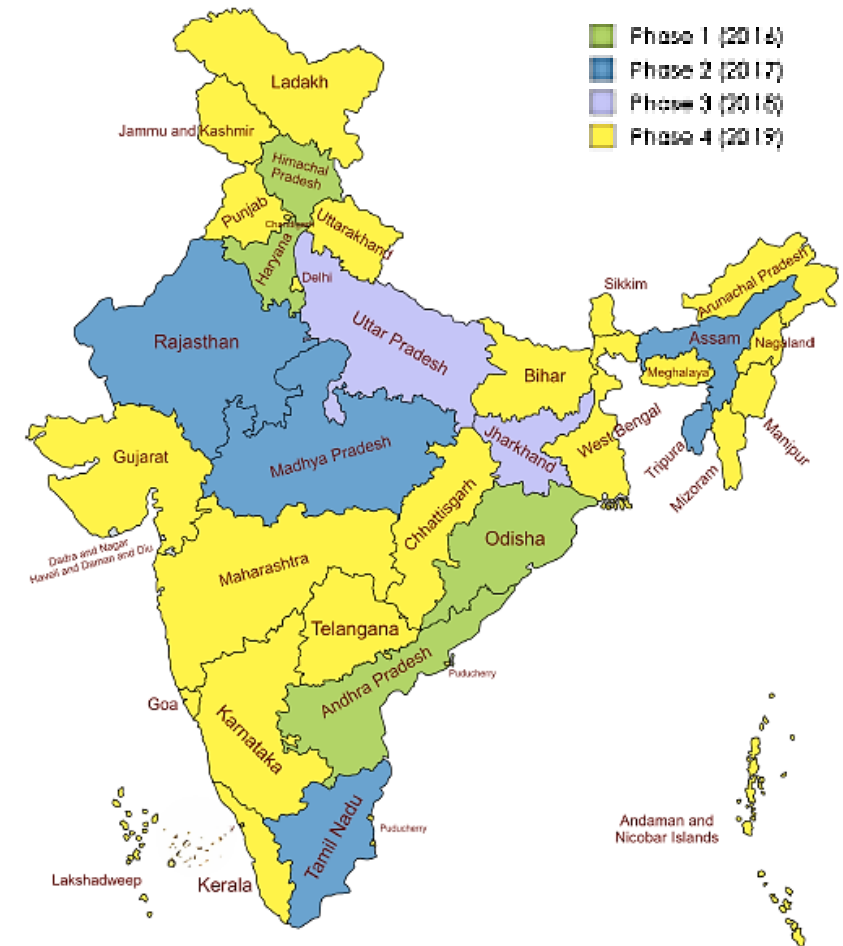 Phase 1 (2016)
Phase 2 (2017)
Phase 3 (2018)
Phase 4 (2019)
Ladakh
Jammu and Kashmir
Himachal
Pradesh
Punjab
Uttarakhand
Haryana
Delhi
Sikkim
Arunachal Pradesh
Rajasthan
Uttar Pradesh
Assam
Nagaland
Bihar
Meghalaya
Gujarat
Madhya Pradesh
Jharkhand
West Bengal
Tripura
Mizoram
Manipur
Chhattisgarh
Odisha
Dadra and Nagar
Haveli and Daman and Diu
Maharashtra
Telangana
Andhra Pradesh
Puducherry
Goa
Karnataka
Tamil Nadu
Puducherry
Andaman and
Nicobar Islands
Lakshadweep
Kerala